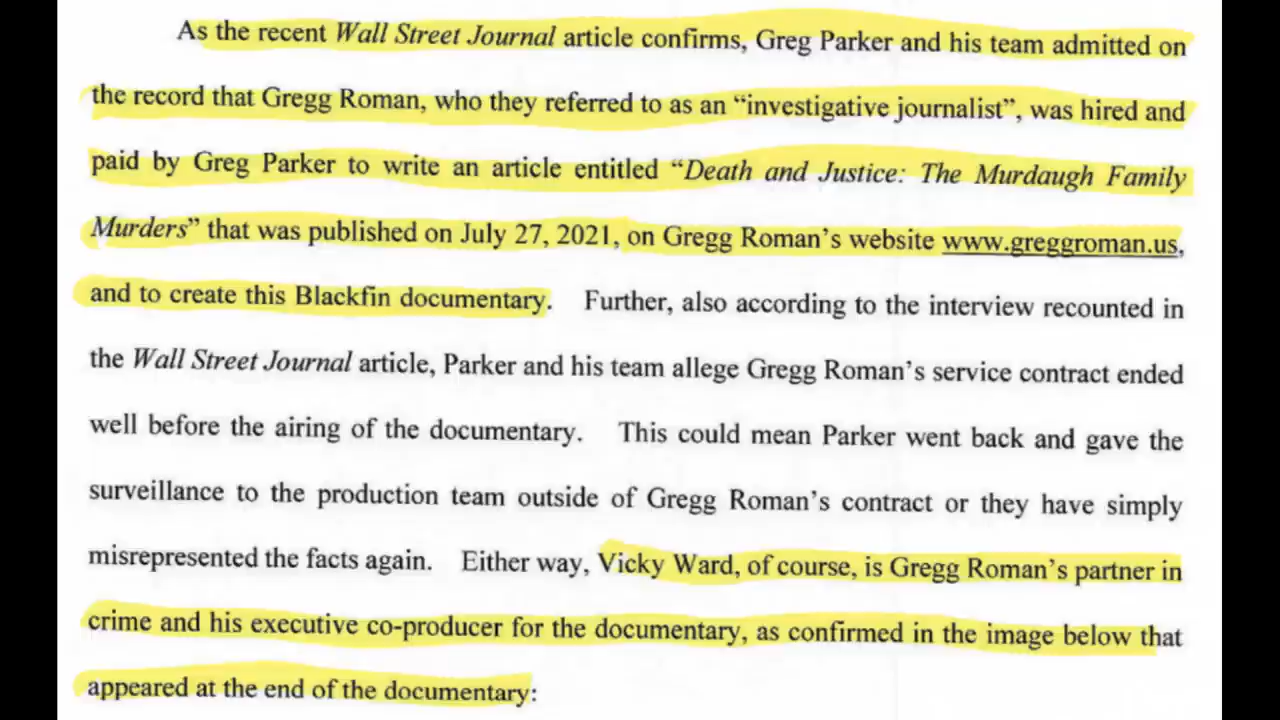 As the recent Wall Street Journal article confirms, Greg Parker and his team admitted on
the record that Gregg Roman, who they referred to as an “investigative journalist”, was hired and
paid by Greg Parker to write an article entitled “Death and Justice: The Murdaugh Family
Murders” that was published on July 27, 2021, on Gregg Roman’s website www.greggroman.us,
and to create this Blackfin documentary. Further, also according to the interview recounted in
the Wall Street Journal article, Parker and his team allege Gregg Roman’s service contract ended
well before the airing of the documentary. This could mean Parker went back and gave the
surveillance to the production team outside of Gregg Roman’s contract or they have simply
misrepresented the facts again. Either way, Vicky Ward, of course, is Gregg Roman’s partner in
crime and his executive co-producer for the documentary, as confirmed in the image below that
appeared at the end of the documentary: